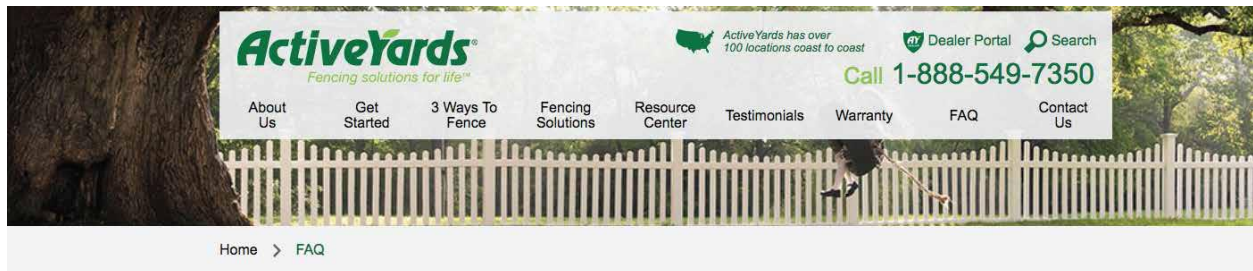 ActiveYards®
Fencing solutions for life™
ActiveYards has over
100 locations coast to coast
AY Dealer Portal Search
Call 1-888-549-7350
About Us
Get Started
3 Ways To Fence
Fencing Solutions
Resource Center
Testimonials
Warranty
FAQ
Contact Us
Home > FAQ